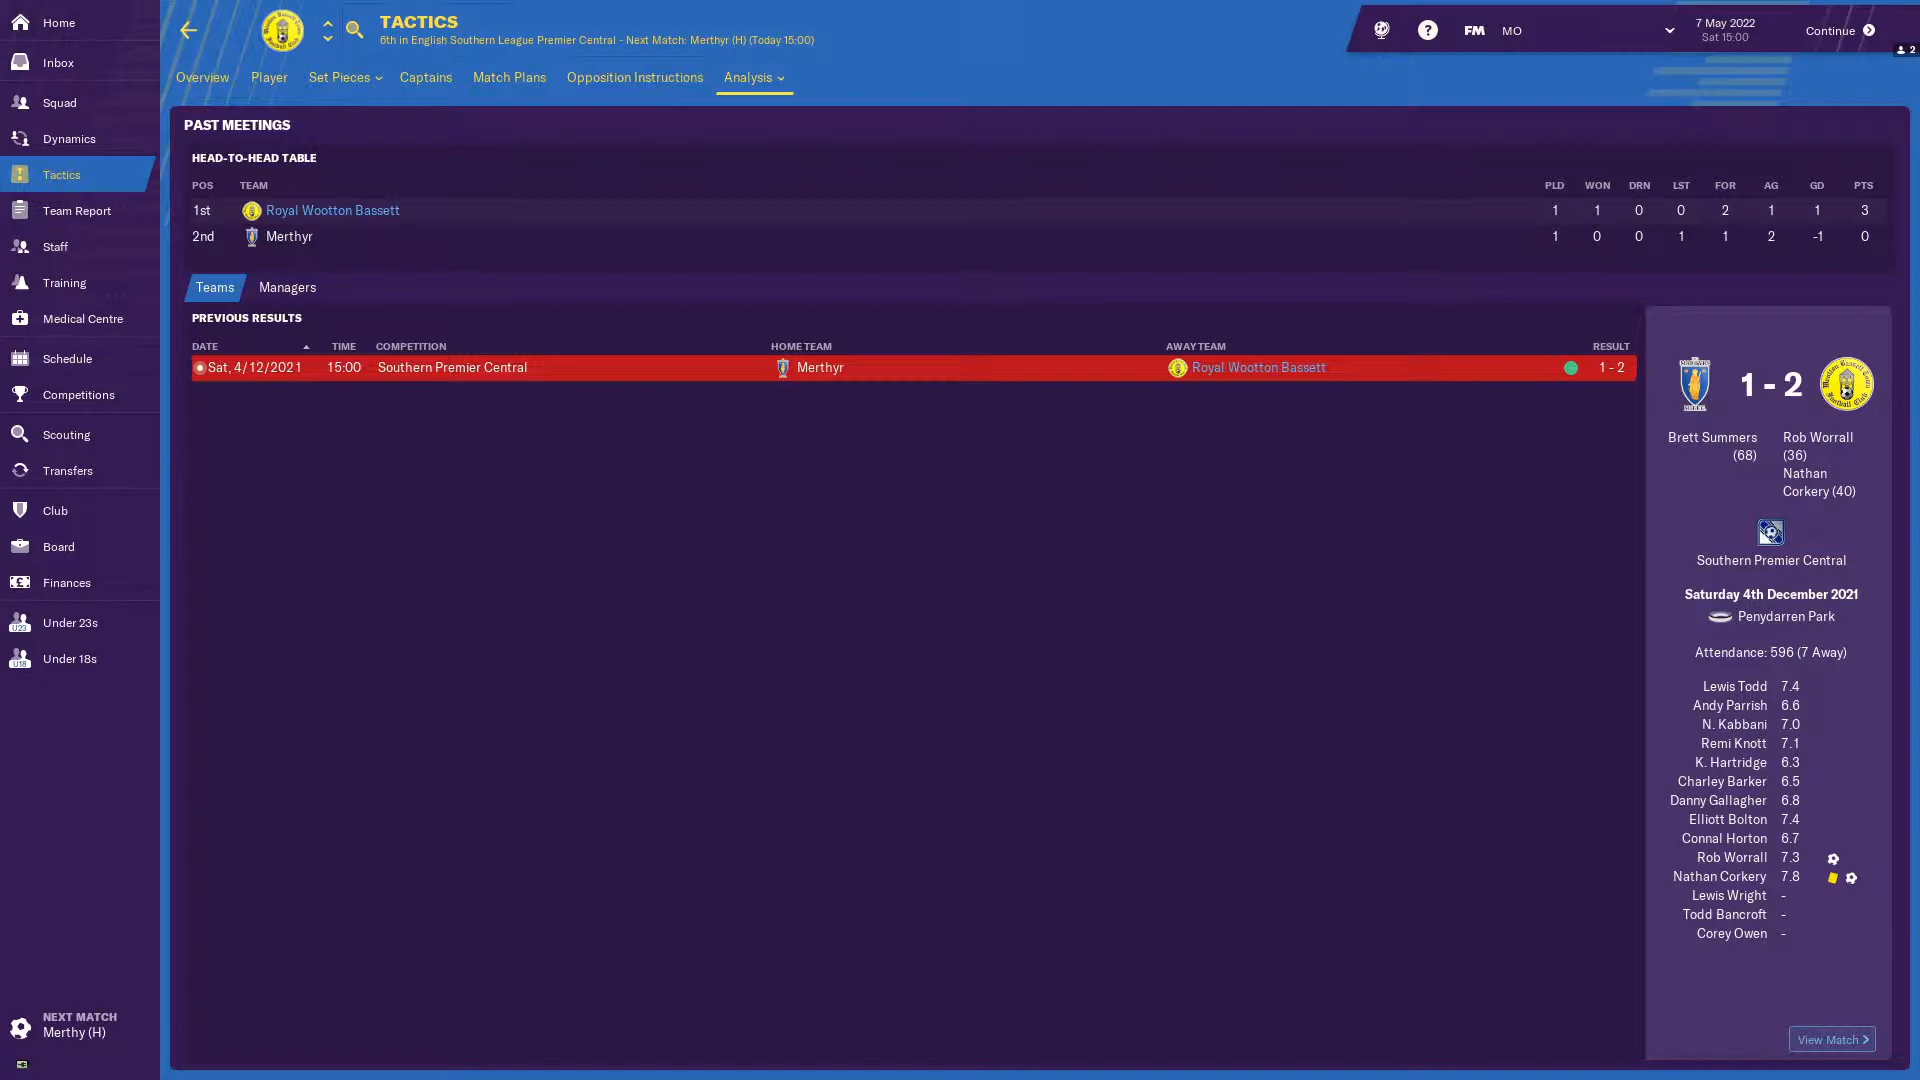 Home
Inbox
Squad
Dynamics
Tactics
Team Report
Staff
Training
Medical Centre
Schedule
Competitions
Scouting
Transfers
Club
Board
Finances
U23
Under 23s
U18
Under 18s
NEXT MATCH
Merthy (H)
TACTICS
6th in English Southern League Premier Central - Next Match: Merthyr (H) (Today 15:00)
?
FM MO
7 May 2022
Sat 15:00
Continue
2
Overview Player Set Pieces Captains Match Plans Opposition Instructions Analysis
PAST MEETINGS
HEAD-TO-HEAD TABLE
POS TEAM PLD WON DRN LST FOR AG GD PTS
1st Royal Wootton Bassett 1 1 0 0 2 1 1 3
2nd Merthyr 1 0 0 1 1 2 -1 0
Teams Managers
PREVIOUS RESULTS
DATE TIME COMPETITION HOME TEAM AWAY TEAM RESULT
Sat, 4/12/2021 15:00 Southern Premier Central Merthyr Royal Wootton Bassett 1 - 2
1 - 2
Brett Summers
(68)
Rob Worrall
(36)
Nathan
Corkery (40)
Southern Premier Central
Saturday 4th December 2021
Penydarren Park
Attendance: 596 (7 Away)
Lewis Todd 7.4
Andy Parrish 6.6
N. Kabbani 7.0
Remi Knott 7.1
K. Hartridge 6.3
Charley Barker 6.5
Danny Gallagher 6.8
Elliott Bolton 7.4
Connal Horton 6.7
Rob Worrall 7.3
Nathan Corkery 7.8
Lewis Wright -
Todd Bancroft -
Corey Owen -
View Match